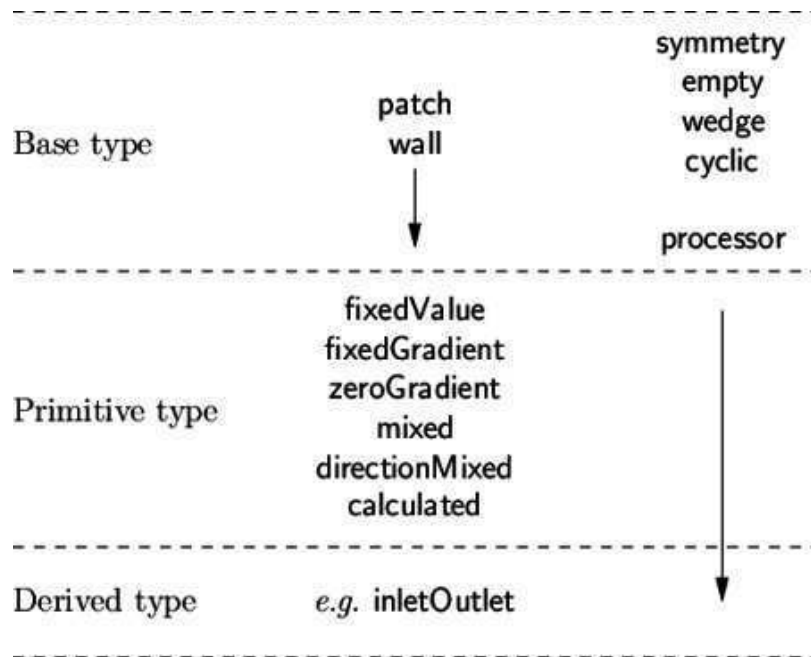 Base type
patch
wall
symmetry
empty
wedge
cyclic
processor
Primitive type
fixedValue
fixedGradient
zeroGradient
mixed
directionMixed
calculated
Derived type
e.g. inletOutlet